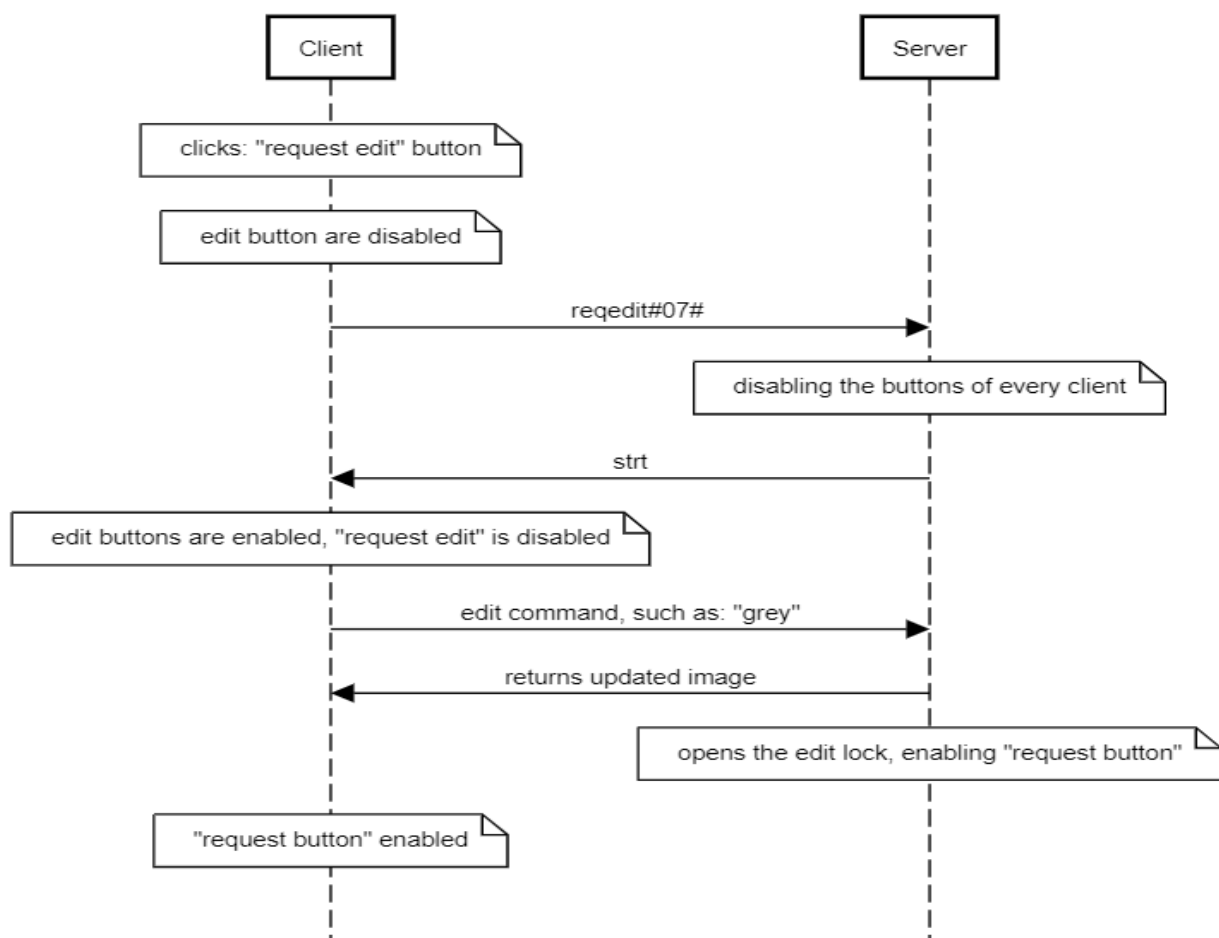 Client
Server
clicks: "request edit" button
edit button are disabled
reqedit#07#
disabling the buttons of every client
strt
edit buttons are enabled, "request edit" is disabled
edit command, such as: "grey"
returns updated image
opens the edit lock, enabling "request button"
"request button" enabled